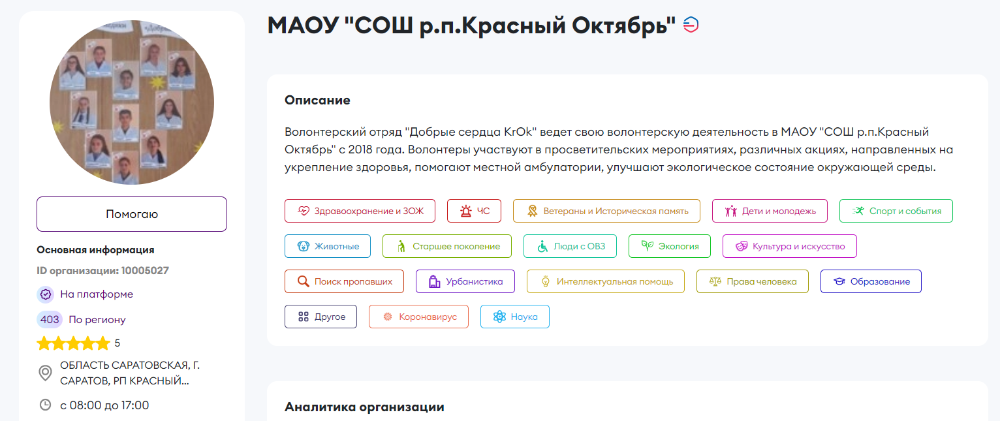 МАОУ "СОШ р.п.Красный Октябрь"
Помогаю
Основная информация
ID организации: 10005027
На платформе
403 По региону
5
ОБЛАСТЬ САРАТОВСКАЯ, Г.
САРАТОВ, РП КРАСНЫЙ...
с 08:00 до 17:00
Описание
Волонтерский отряд "Добрые сердца KrOk" ведет свою волонтерскую деятельность в МАОУ "СОШ р.п.Красный
Октябрь" с 2018 года. Волонтеры участвуют в просветительских мероприятиях, различных акциях, направленных на
укрепление здоровья, помогают местной амбулатории, улучшают экологическое состояние окружающей среды.
Здравоохранение и ЗОЖ ЧС Ветераны и Историческая память Дети и молодежь Спорт и события
Животные Старшее поколение Люди с ОВЗ Экология Культура и искусство
Поиск пропавших Урбанистика Интеллектуальная помощь Права человека Образование
Другое Коронавирус Наука
Аналитика организации